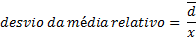 desvio da média relativo = d̅/x